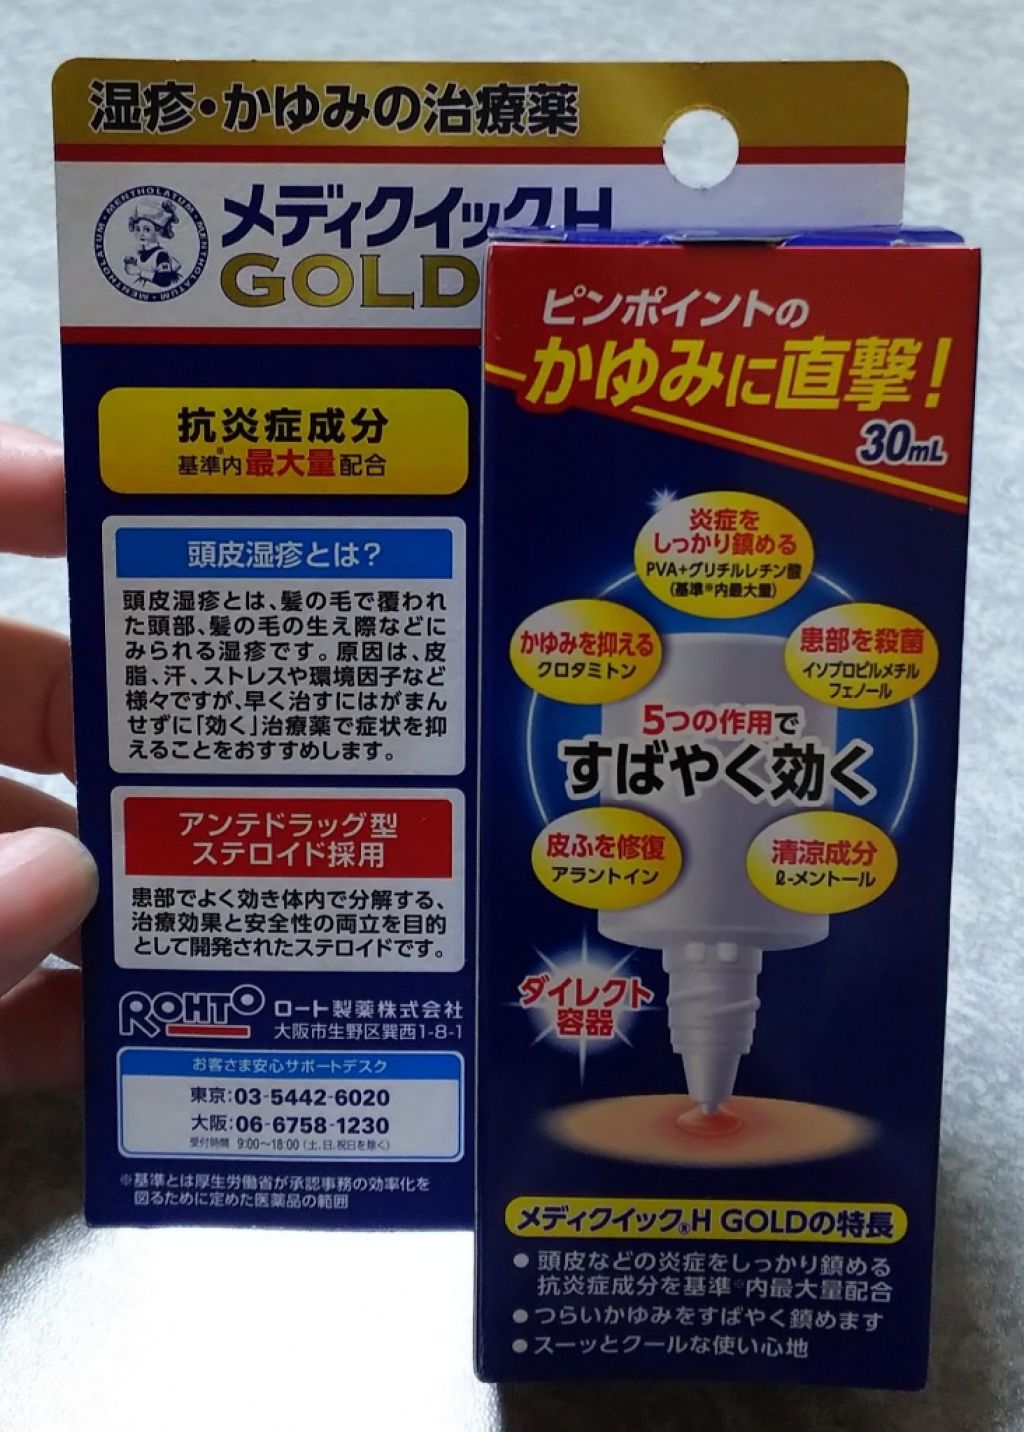 湿疹・かゆみの治療薬
MENTHOLATUM・MENTHOLATUM・MENTHOLATUM
メディクイックH
GOLD
抗炎症成分
基準※内最大量配合
頭皮湿疹とは?
頭皮湿疹とは、髪の毛で覆われ
た頭部、髪の毛の生え際などに
みられる湿疹です。原因は、皮
脂、汗、ストレスや環境因子など
様々ですが、早く治すにはがまん
せずに「効く」治療薬で症状を抑
えることをおすすめします。
アンテドラッグ型
ステロイド採用
患部でよく効き体内で分解する、
治療効果と安全性の両立を目的
として開発されたステロイドです。
ROHTO
ロート製薬株式会社
大阪市生野区巽西1-8-1
お客さま安心サポートデスク
東京:03-5442-6020
大阪:06-6758-1230
受付時間 9:00~18:00(土、日、祝日を除く)
※基準とは厚生労働省が承認事務の効率化を
図るために定めた医薬品の範囲
ピンポイントの
かゆみに直撃!
30mL
炎症を
しっかり鎮める
PVA+グリチルレチン酸
(基準※内最大量)
かゆみを抑える
クロタミトン
患部を殺菌
イソプロピルメチル
フェノール
5つの作用で
すばやく効く
皮ふを修復
アラントイン
清涼成分
ℓ-メントール
ダイレクト
容器
メディクイック®H GOLDの特長
● 頭皮などの炎症をしっかり鎮める
抗炎症成分を基準※内最大量配合
● つらいかゆみをすばやく鎮めます
● スーッとクールな使い心地